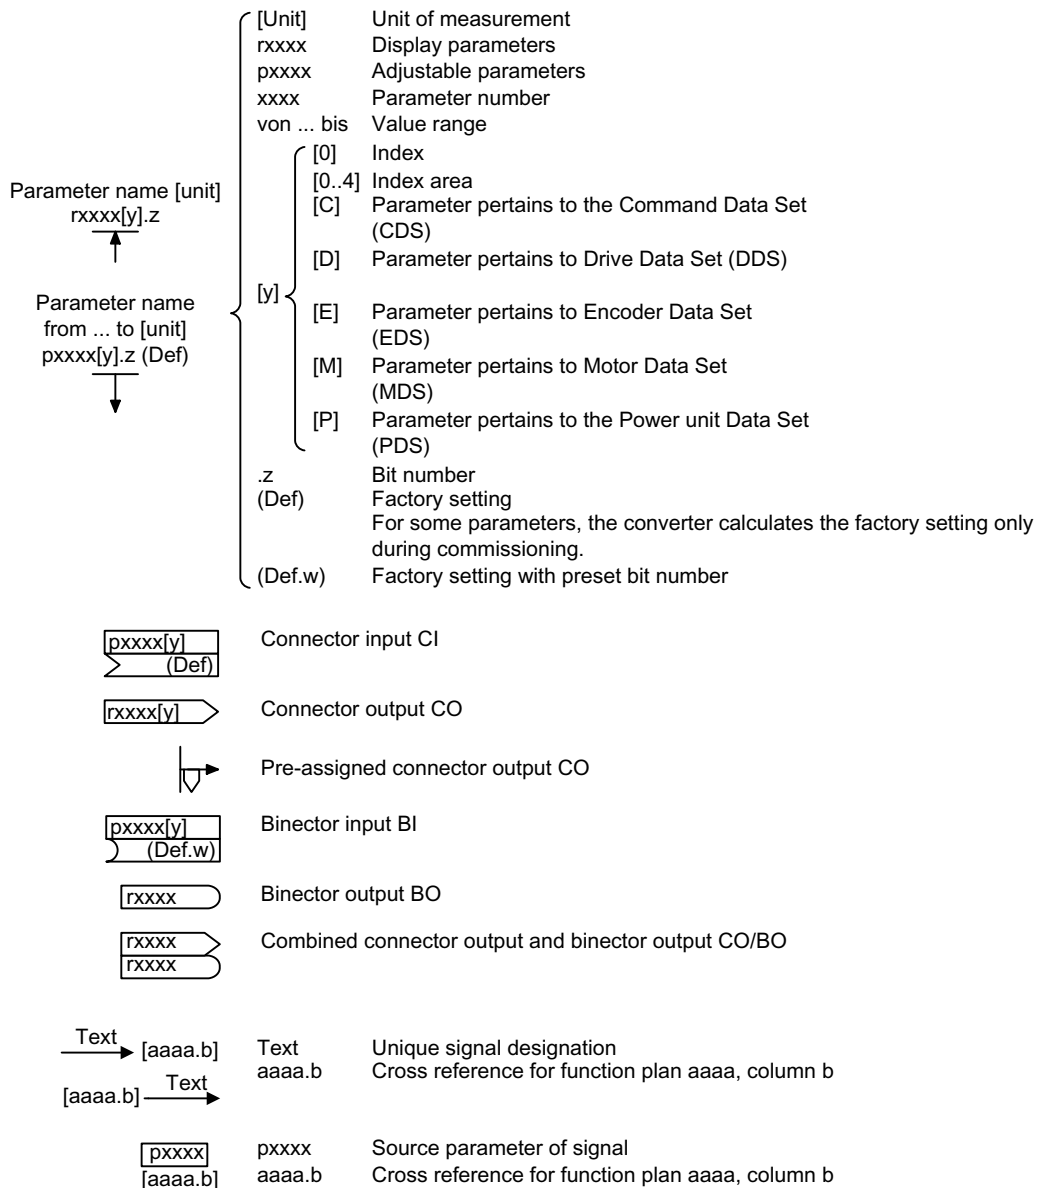 [Unit] Unit of measurement
rxxxx Display parameters
pxxxx Adjustable parameters
xxxx Parameter number
von ... bis Value range
[0] Index
[0..4] Index area
[C] Parameter pertains to the Command Data Set
(CDS)
[D] Parameter pertains to Drive Data Set (DDS)
[y]
[E] Parameter pertains to Encoder Data Set
(EDS)
[M] Parameter pertains to Motor Data Set
(MDS)
[P] Parameter pertains to the Power unit Data Set
(PDS)
.z Bit number
(Def) Factory setting
For some parameters, the converter calculates the factory setting only
during commissioning.
(Def.w) Factory setting with preset bit number
Parameter name [unit]
rxxxx[y].z
Parameter name
from ... to [unit]
pxxxx[y].z (Def)
pxxxx[y]
(Def)
Connector input CI
rxxxx[y]
Connector output CO
Pre-assigned connector output CO
pxxxx[y]
(Def.w)
Binector input BI
rxxxx
Binector output BO
rxxxx
rxxxx
Combined connector output and binector output CO/BO
Text
[aaaa.b]
Text Unique signal designation
aaaa.b Cross reference for function plan aaaa, column b
[aaaa.b]
Text
pxxxx
[aaaa.b]
pxxxx Source parameter of signal
aaaa.b Cross reference for function plan aaaa, column b